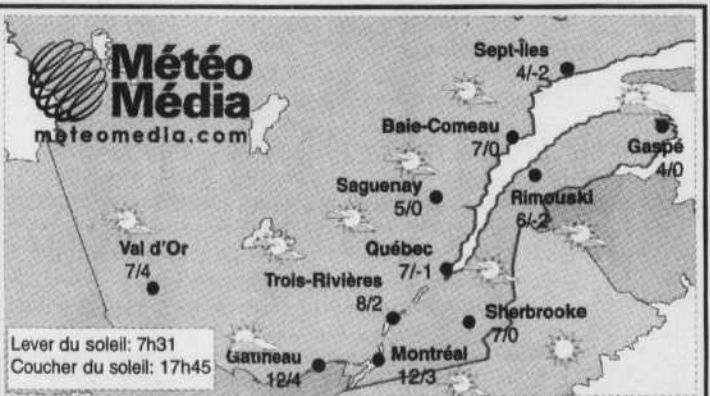 Météo
Média
meteomedia.com
Sept-Îles
4/-2
Baie-Comeau
7/0
Gaspé
4/0
Saguenay
5/0
Rimouski
6/-2
Val d'Or
7/4
Québec
7/-1
Trois-Rivières
8/2
Sherbrooke
7/0
Lever du soleil: 7h31
Coucher du soleil: 17h45
Gatineau
12/4
Montréal
12/3